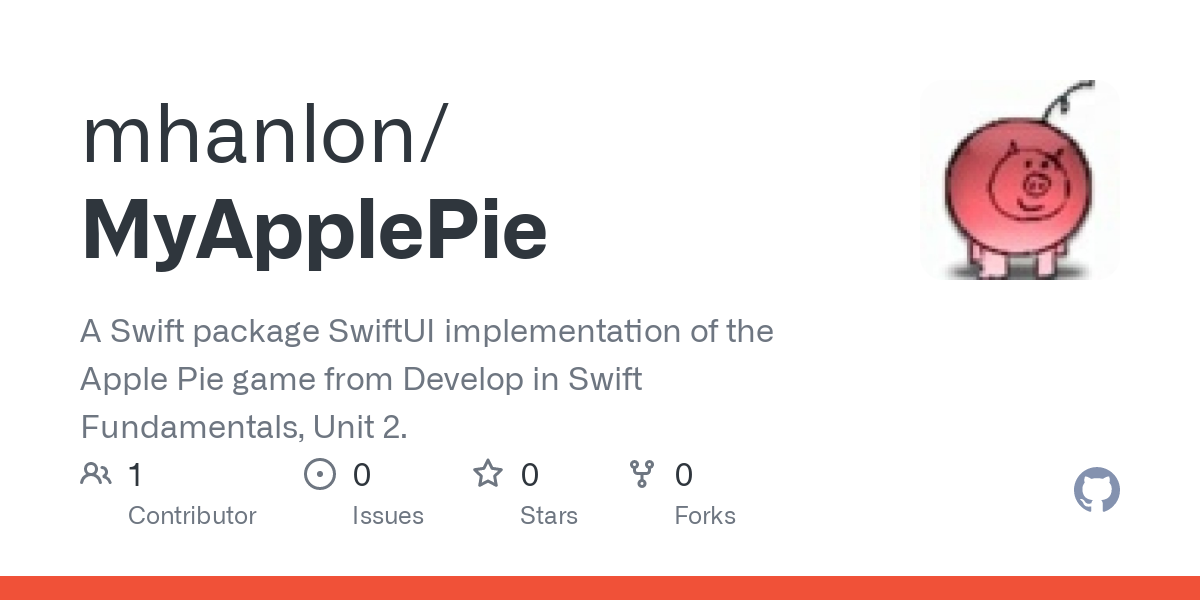 mhanlon/
MyApplePie
A Swift package SwiftUI implementation of the
Apple Pie game from Develop in Swift
Fundamentals, Unit 2.
1 0 0 0
Contributor Issues Stars Forks